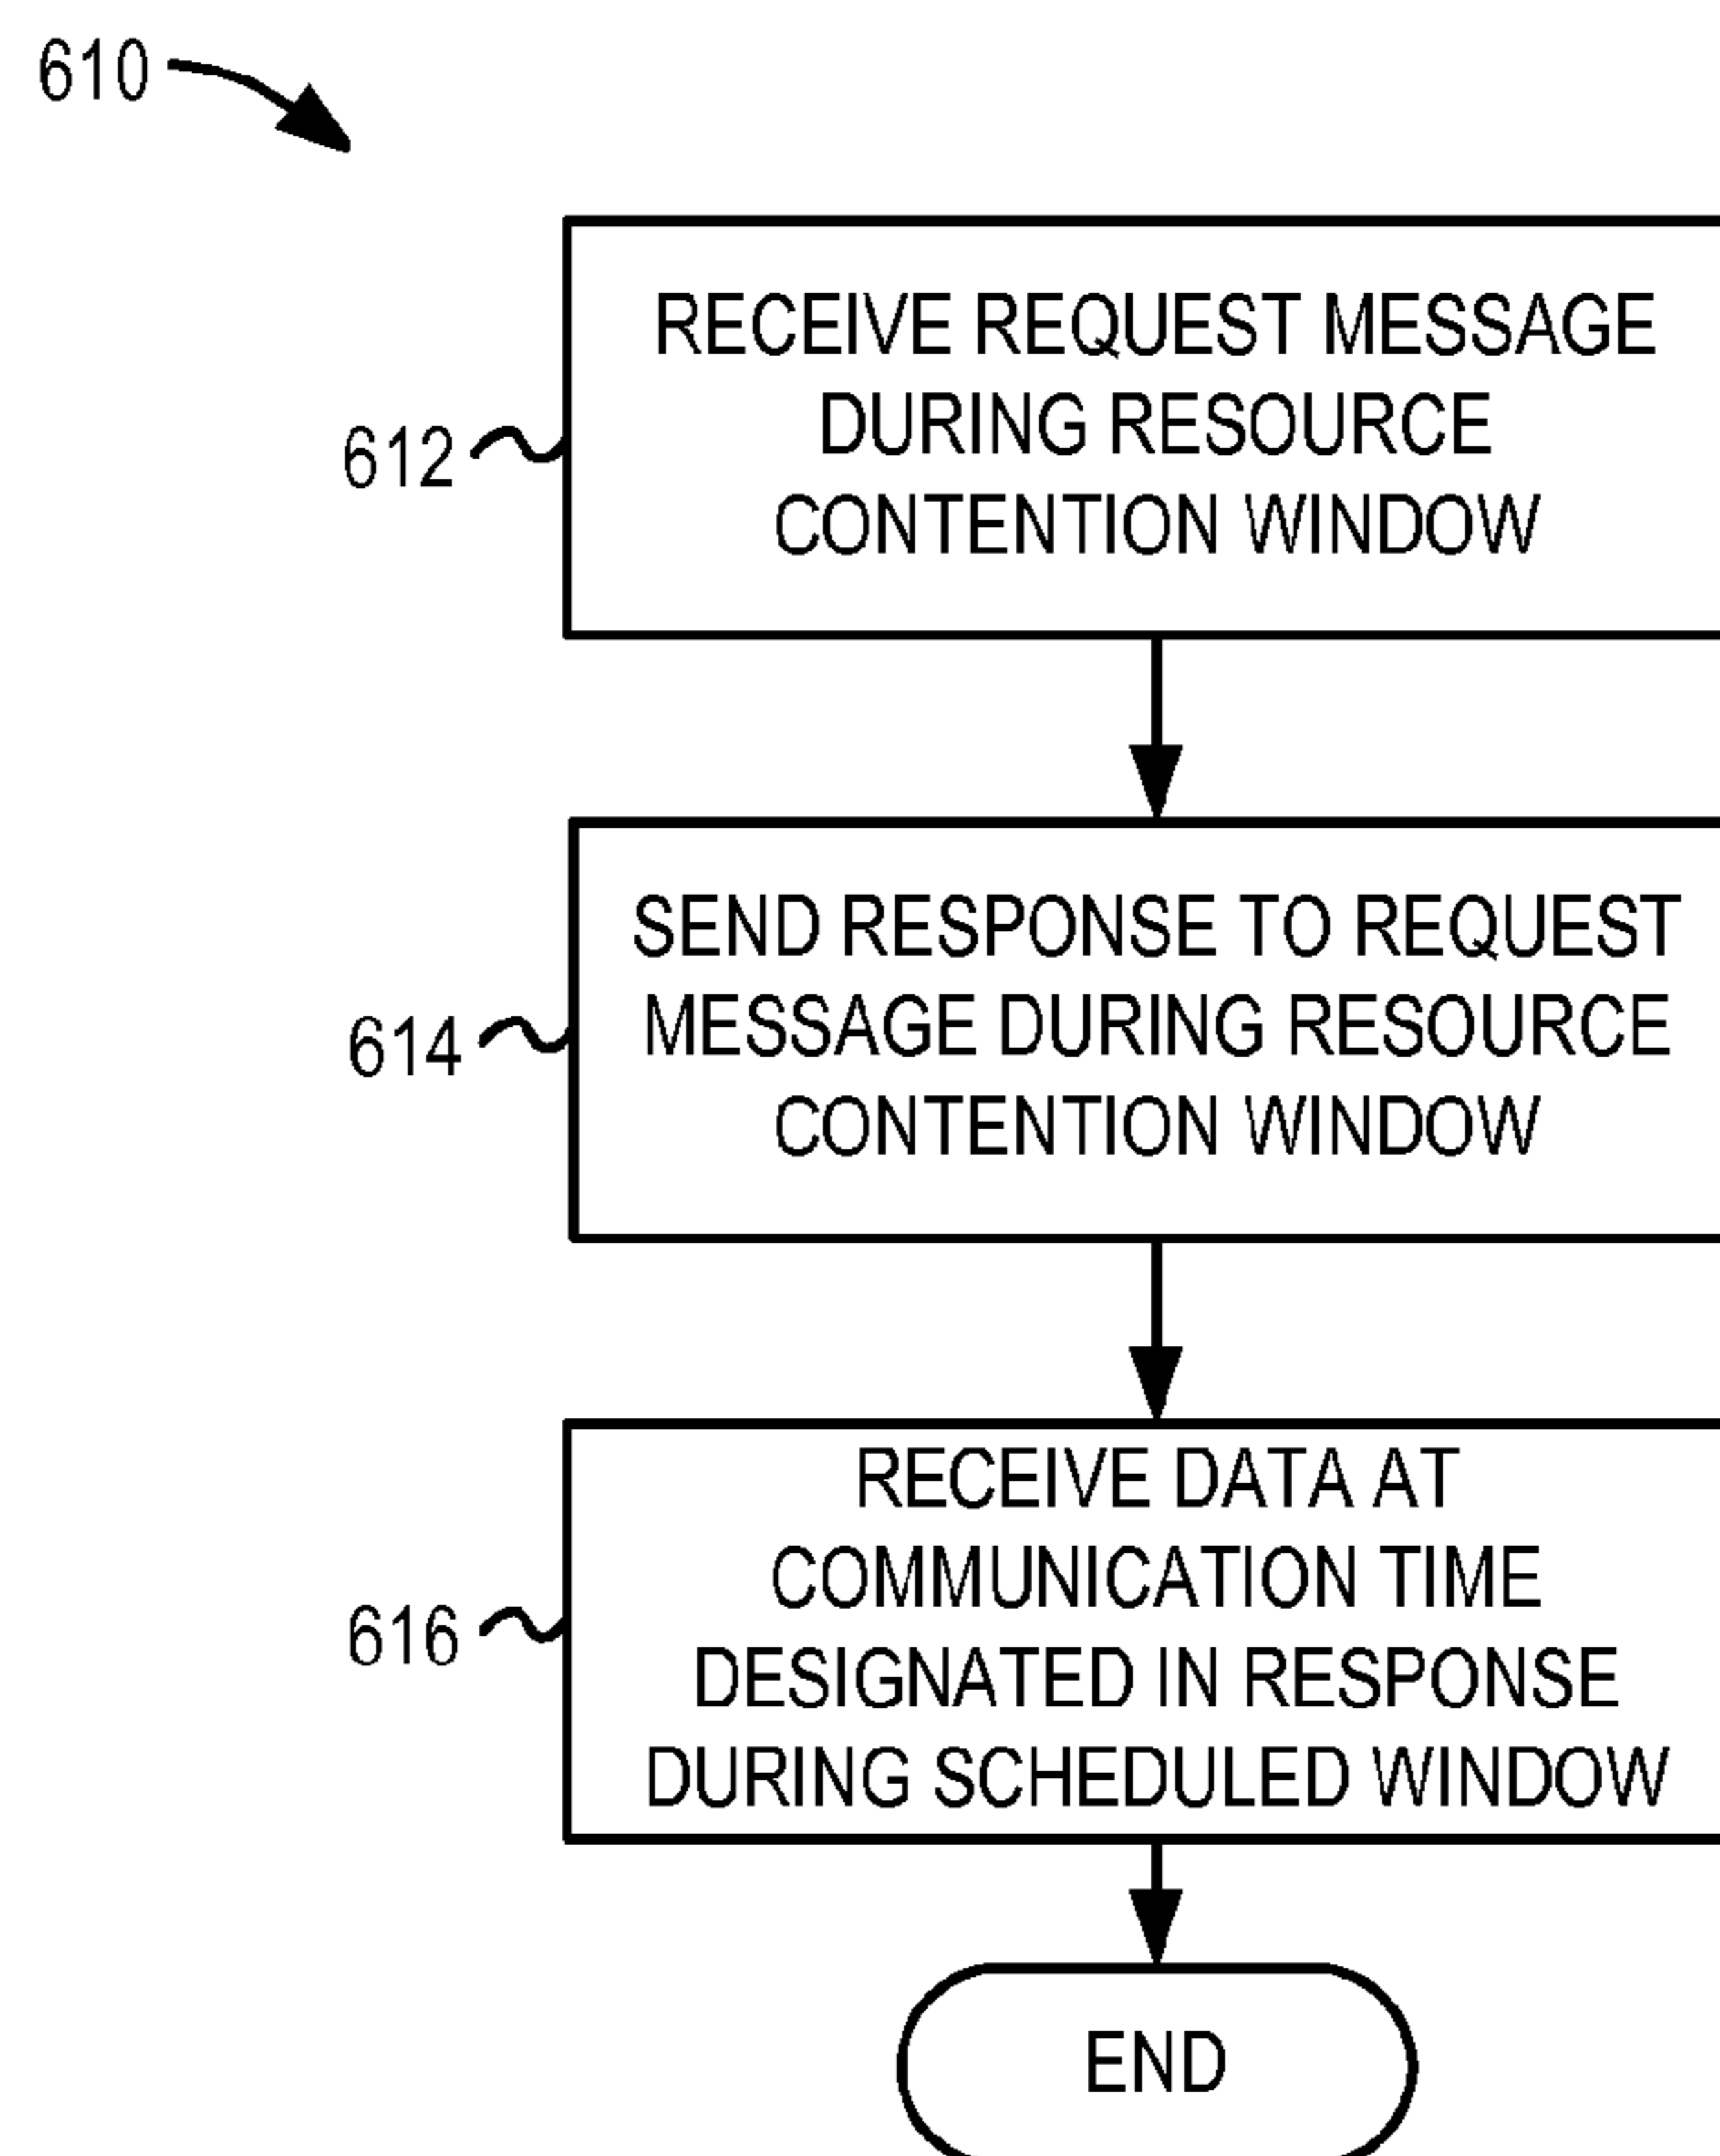 610
RECEIVE REQUEST MESSAGE
DURING RESOURCE
CONTENTION WINDOW
612
SEND RESPONSE TO REQUEST
MESSAGE DURING RESOURCE
CONTENTION WINDOW
614
RECEIVE DATA AT
COMMUNICATION TIME
DESIGNATED IN RESPONSE
DURING SCHEDULED WINDOW
616
END